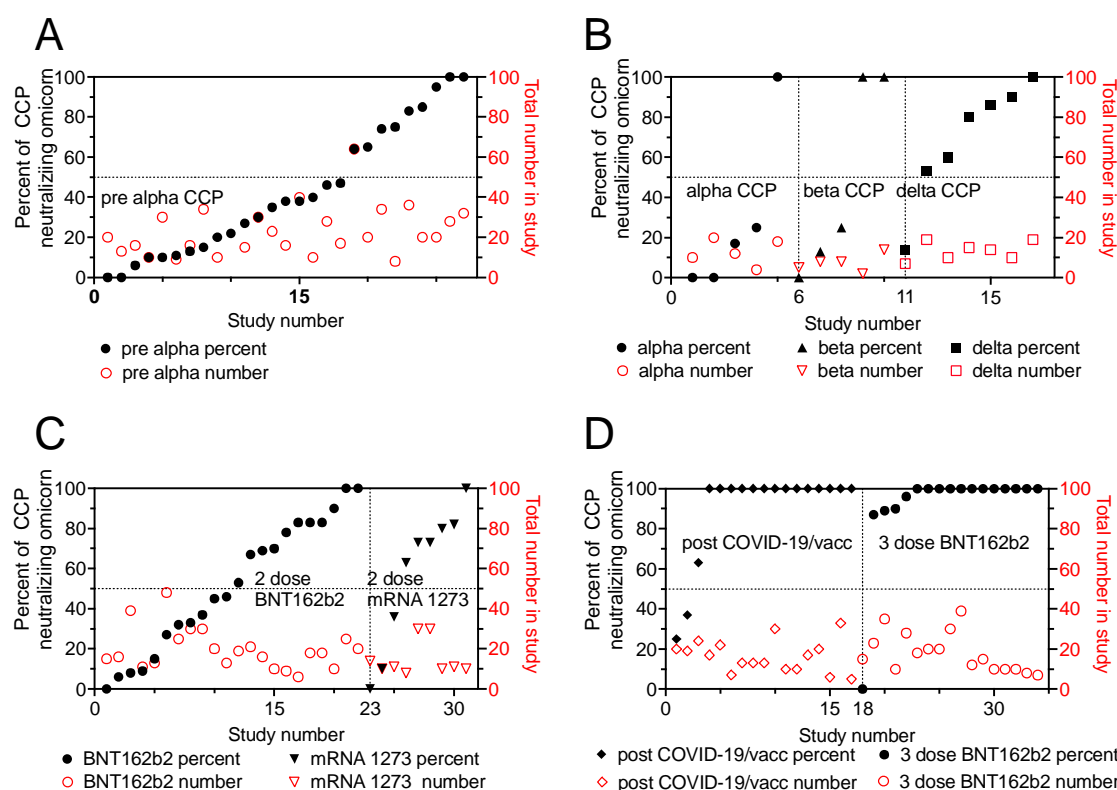 A
Percent of CCP
neutraliziing omicorn
100
80
60
40
20
0
pre alpha CCP
100
80
60
40
20
0
Total number in study
0
15
Study number
pre alpha percent
pre alpha number
B
Percent of CCP
neutraliziing omicorn
100
80
60
40
20
0
alpha CCP
beta CCP
delta CCP
100
80
60
40
20
0
Total number
in study
0
6
11
15
Study number
alpha percent
beta percent
delta percent
alpha number
beta number
delta number
C
Percent of CCP
neutraliziing omicorn
100
80
60
40
20
0
2 dose
BNT162b2
2 dose
mRNA 1273
100
80
60
40
20
0
Total number in study
0
23
30
Study number
BNT162b2 percent
mRNA 1273 percent
BNT162b2 number
mRNA 1273 number
D
Percent of CCP
neutraliziing omicorn
100
80
60
40
20
0
post COVID-19/vacc
3 dose BNT162b2
100
80
60
40
20
0
Total number in study
0
15
18
30
Study number
post COVID-19/vacc percent
3 dose BNT162b2 percent
post COVID-19/vacc number
3 dose BNT162b2 number